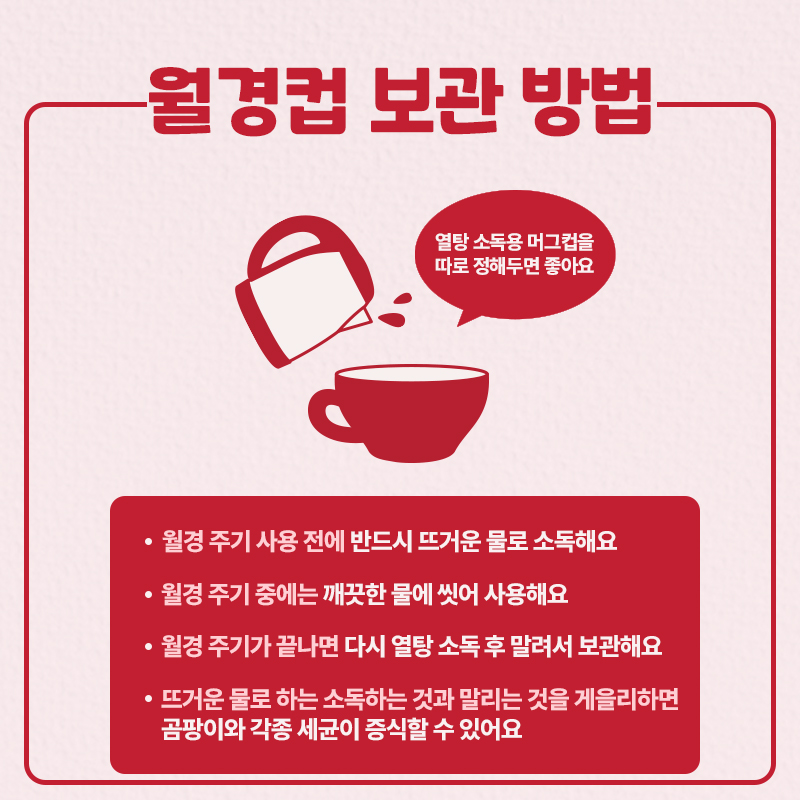 월경컵 보관 방법
열탕 소독용 머그컵을
따로 정해두면 좋아요
• 월경 주기 사용 전에 반드시 뜨거운 물로 소독해요
• 월경 주기 중에는 깨끗한 물에 씻어 사용해요
• 월경 주기가 끝나면 다시 열탕 소독 후 말려서 보관해요
• 뜨거운 물로 하는 소독하는 것과 말리는 것을 게을리하면
곰팡이와 각종 세균이 증식할 수 있어요